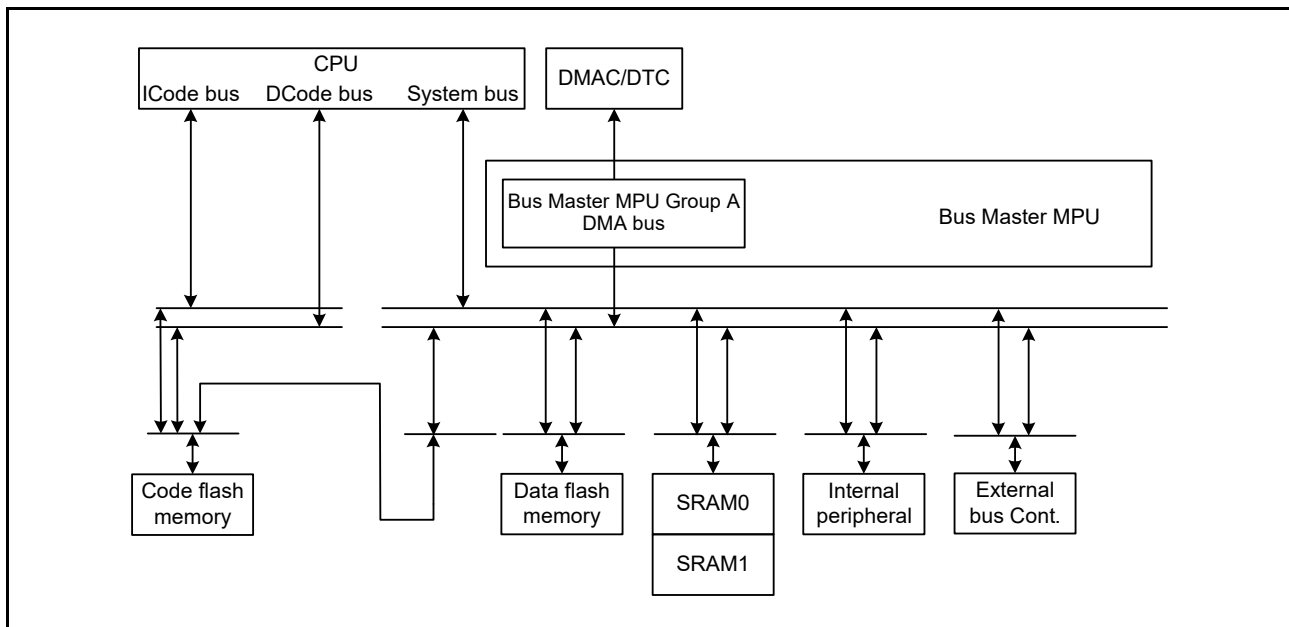 CPU
ICode bus
DCode bus
System bus
DMAC/DTC
Bus Master MPU Group A
DMA bus
Bus Master MPU
Code flash
memory
Data flash
memory
SRAM0
SRAM1
Internal
peripheral
External
bus Cont.